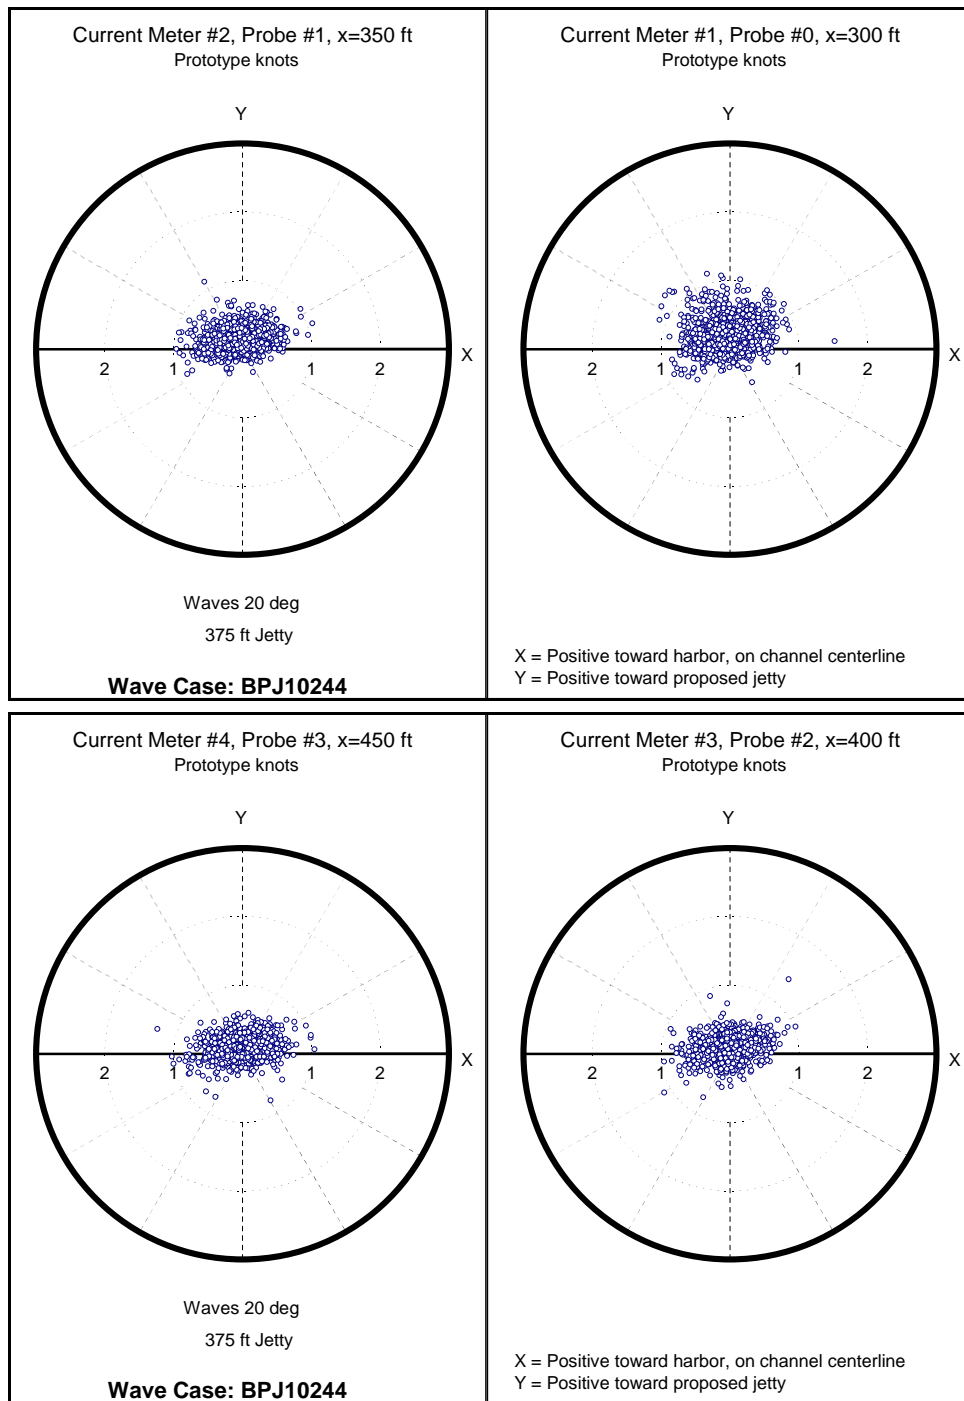 Current Meter #2, Probe #1, x=350 ft
Prototype knots
Y
X
2
1
1
2
Waves 20 deg
375 ft Jetty
Wave Case: BPJ10244
Current Meter #1, Probe #0, x=300 ft
Prototype knots
Y
X
2
1
1
2
X = Positive toward harbor, on channel centerline
Y = Positive toward proposed jetty
Current Meter #4, Probe #3, x=450 ft
Prototype knots
Y
X
2
1
1
2
Waves 20 deg
375 ft Jetty
Wave Case: BPJ10244
Current Meter #3, Probe #2, x=400 ft
Prototype knots
Y
X
2
1
1
2
X = Positive toward harbor, on channel centerline
Y = Positive toward proposed jetty